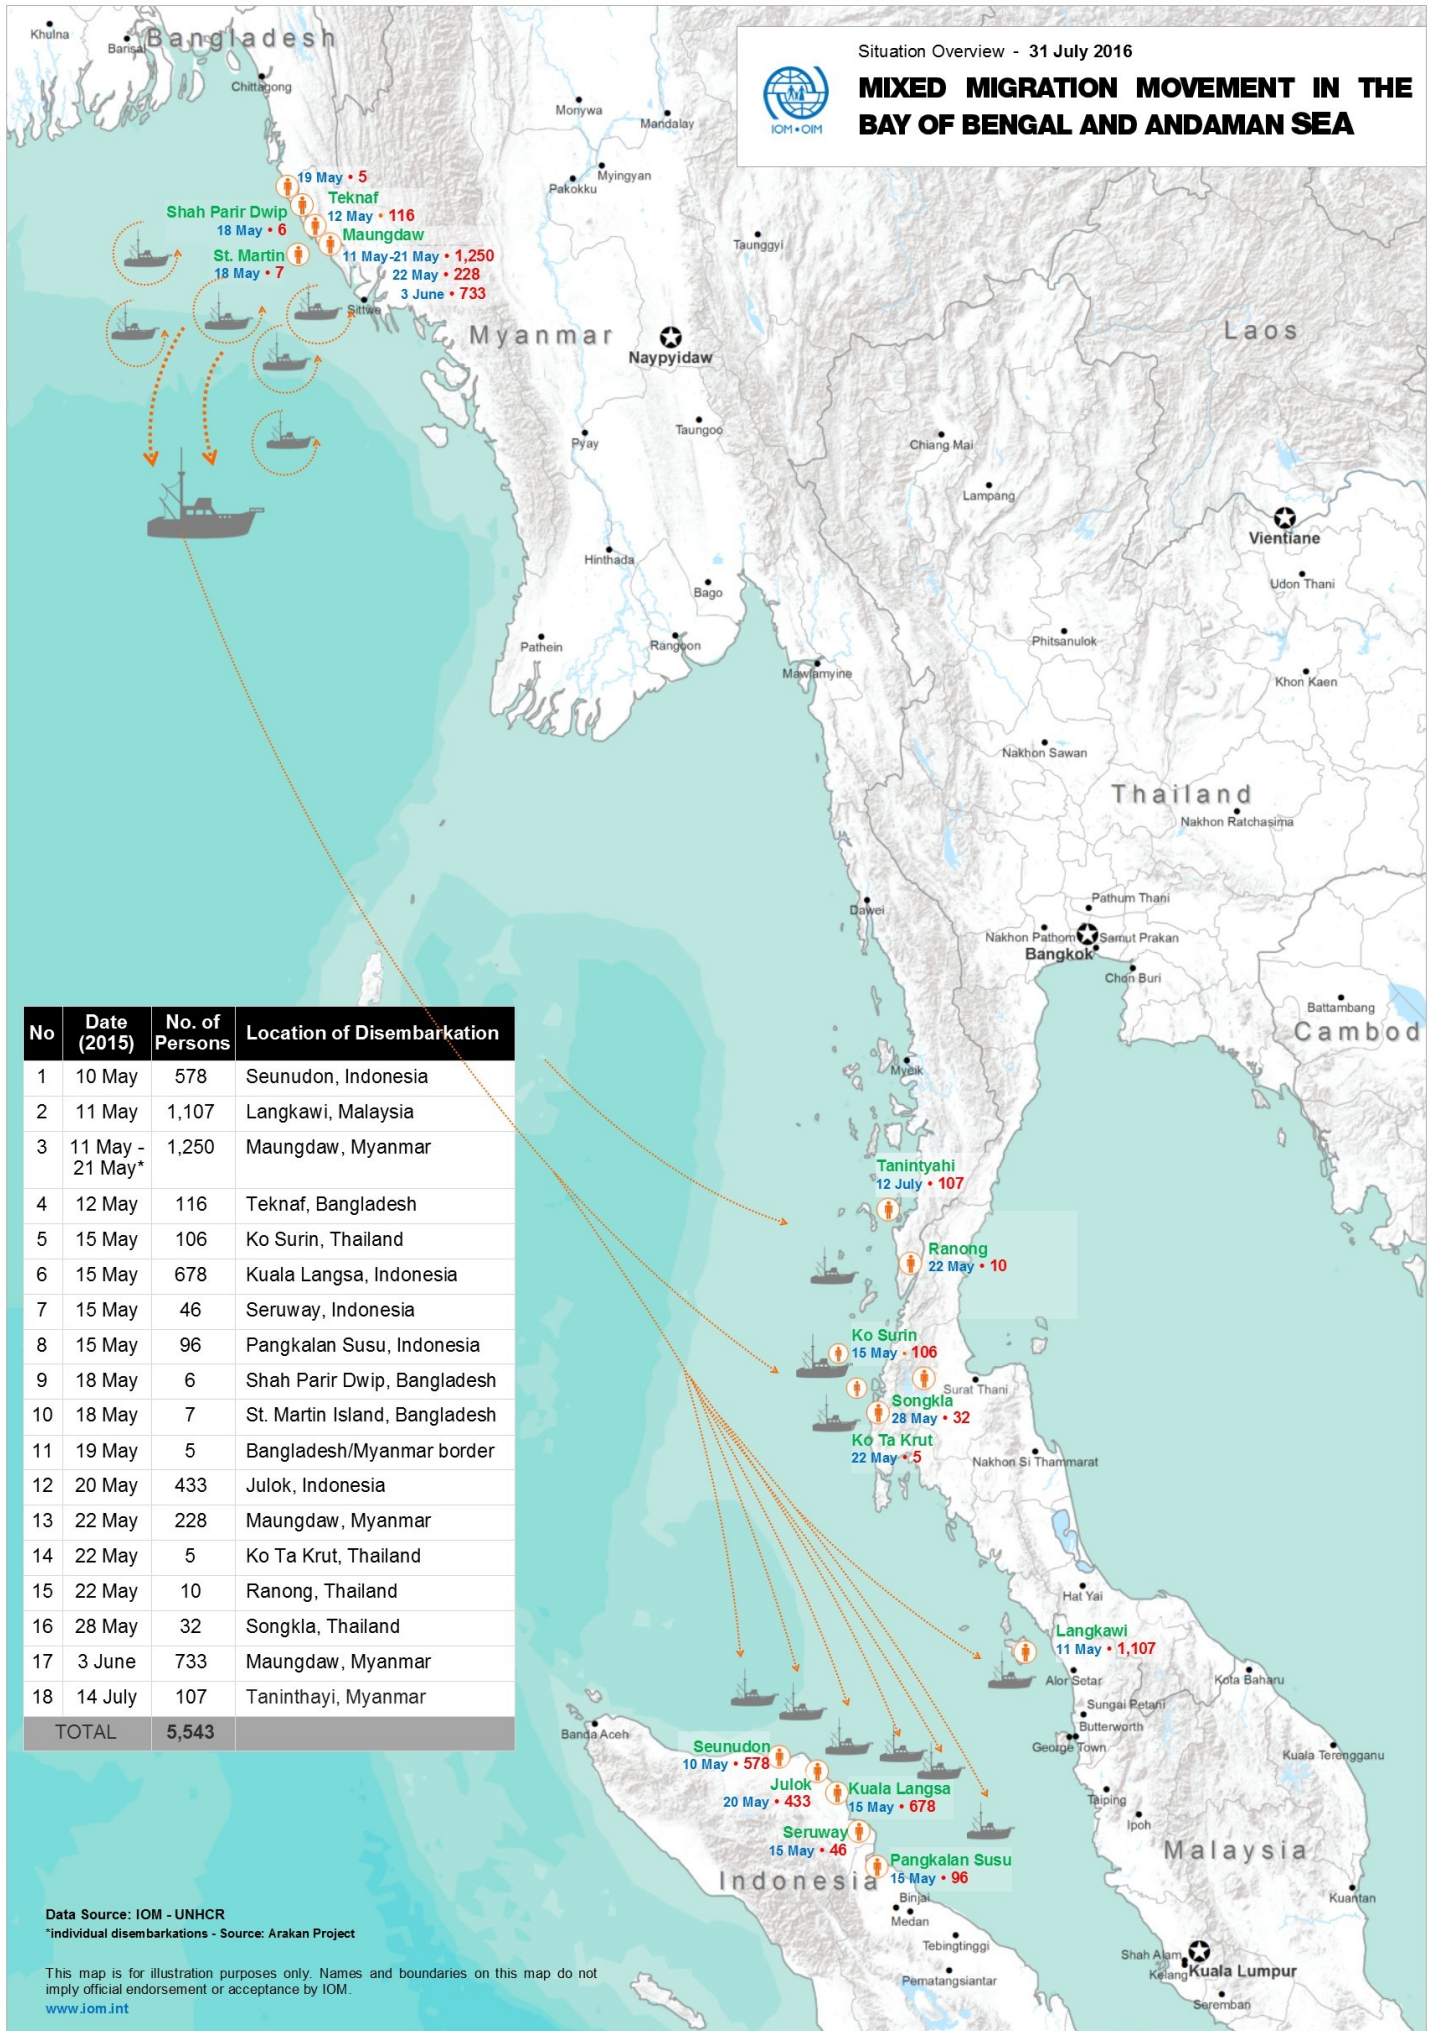 Situation Overview - 31 July 2016
MIXED MIGRATION MOVEMENT IN THE
BAY OF BENGAL AND ANDAMAN SEA
IOM • OIM
Khulna
Barisal
Bangladesh
Chittagong
Monywa
Mandalay
Myingyan
Pakokku
19 May • 5
Teknaf
12 May • 116
Shah Parir Dwip
18 May • 6
Maungdaw
11 May-21 May • 1,250
22 May • 228
3 June • 733
St. Martin
18 May • 7
Sittwe
Taunggyi
Myanmar
Naypyidaw
Laos
Pyay
Taungoo
Chiang Mai
Lampang
Vientiane
Udon Thani
Hinthada
Bago
Pathein
Rangoon
Mawlamyine
Phitsanulok
Khon Kaen
Nakhon Sawan
Thailand
Nakhon Ratchasima
Dawei
Pathum Thani
Nakhon Pathom
Samut Prakan
Bangkok
Chon Buri
Battambang
Cambod
Myeik
No Date (2015) No. of Persons Location of Disembarkation
1 10 May 578 Seunudon, Indonesia
2 11 May 1,107 Langkawi, Malaysia
3 11 May - 21 May* 1,250 Maungdaw, Myanmar
4 12 May 116 Teknaf, Bangladesh
5 15 May 106 Ko Surin, Thailand
6 15 May 678 Kuala Langsa, Indonesia
7 15 May 46 Seruway, Indonesia
8 15 May 96 Pangkalan Susu, Indonesia
9 18 May 6 Shah Parir Dwip, Bangladesh
10 18 May 7 St. Martin Island, Bangladesh
11 19 May 5 Bangladesh/Myanmar border
12 20 May 433 Julok, Indonesia
13 22 May 228 Maungdaw, Myanmar
14 22 May 5 Ko Ta Krut, Thailand
15 22 May 10 Ranong, Thailand
16 28 May 32 Songkla, Thailand
17 3 June 733 Maungdaw, Myanmar
18 14 July 107 Taninthayi, Myanmar
TOTAL 5,543
Tanintyahi
12 July • 107
Ranong
22 May • 10
Ko Surin
15 May • 106
Surat Thani
Songkla
28 May • 32
Ko Ta Krut
22 May • 5
Nakhon Si Thammarat
Hat Yai
Langkawi
11 May • 1,107
Alor Setar
Kota Baharu
Sungai Petani
Butterworth
George Town
Kuala Terengganu
Banda Aceh
Seunudon
10 May • 578
Julok
20 May • 433
Kuala Langsa
15 May • 678
Seruway
15 May • 46
Pangkalan Susu
15 May • 96
Taiping
Ipoh
Malaysia
Indonesia
Binjai
Medan
Kuantan
Tebingtinggi
Pematangsiantar
Shah Alam
Kelang
Kuala Lumpur
Seremban
Data Source: IOM - UNHCR
*individual disembarkations - Source: Arakan Project
This map is for illustration purposes only. Names and boundaries on this map do not
imply official endorsement or acceptance by IOM.
www.iom.int